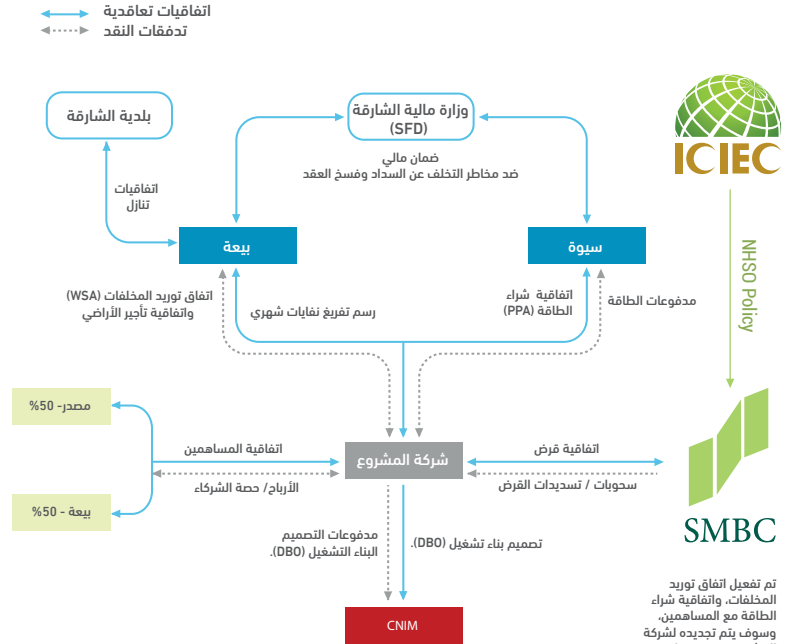 اتفاقيات تعاقدية
تدفقات النقد
بلدية الشارقة
وزارة مالية الشارقة
(SFD)
ICIEC
ضمان مالي
ضد مخاطر التخلف عن السداد وفسخ العقد
اتفاقيات
تنازل
بيعة
سيوة
NHSO Policy
اتفاق توريد المخلفات (WSA)
واتفاقية تأجير الأراضي
رسم تفريغ نفايات شهري
اتفاقية شراء
الطاقة (PPA)
مدفوعات الطاقة
مصدر- 50%
اتفاقية المساهمين
شركة المشروع
اتفاقية قرض
الأرباح/ حصة الشركاء
سحوبات / تسديدات القرض
بيعة - 50%
SMBC
مدفوعات التصميم
البناء التشغيل (DBO).
تصميم بناء تشغيل (DBO).
CNIM
تم تفعيل اتفاق توريد
المخلفات، واتفاقية شراء
الطاقة مع المساهمين،
وسوف يتم تجديده لشركة